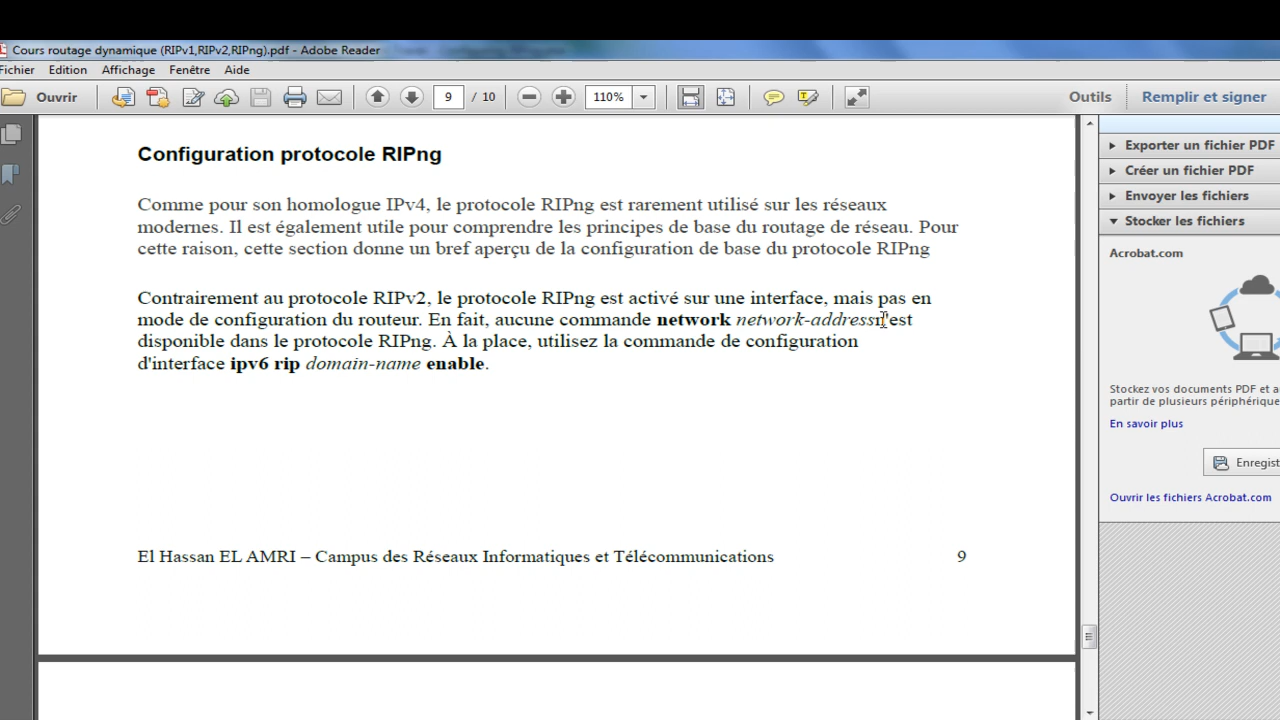 Cours routage dynamique (RIPv1,RIPv2,RIPng).pdf - Adobe Reader
Fichier Edition Affichage Fenêtre Aide
Ouvrir 9 / 10 110% Outils Remplir et signer
Configuration protocole RIPng
Comme pour son homologue IPv4, le protocole RIPng est rarement utilisé sur les réseaux
modernes. Il est également utile pour comprendre les principes de base du routage de réseau. Pour
cette raison, cette section donne un bref aperçu de la configuration de base du protocole RIPng
Contrairement au protocole RIPv2, le protocole RIPng est activé sur une interface, mais pas en
mode de configuration du routeur. En fait, aucune commande network network-addressn'est
disponible dans le protocole RIPng. À la place, utilisez la commande de configuration
d'interface ipv6 rip domain-name enable.
El Hassan EL AMRI – Campus des Réseaux Informatiques et Télécommunications 9
Exporter un fichier PDF
Créer un fichier PDF
Envoyer les fichiers
Stocker les fichiers
Acrobat.com
Stockez vos documents PDF et a
partir de plusieurs périphérique
En savoir plus
Enregist
Ouvrir les fichiers Acrobat.com